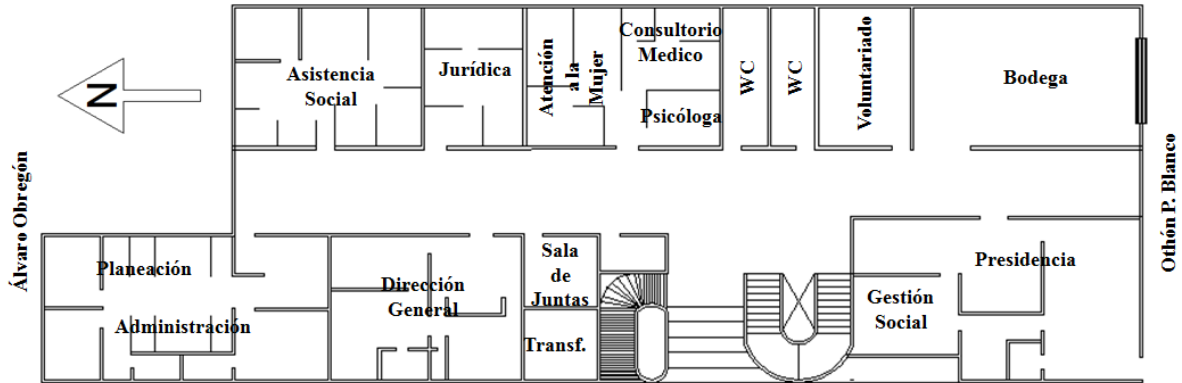 Asistencia
Social
Jurídica
Atención
a la
Mujer
Consultorio
Medico
Psicóloga
WC
WC
Voluntariado
Bodega
N
Álvaro Obregón
Othón P. Blanco
Planeación
Administración
Dirección
General
Sala
de
Juntas
Transf.
Presidencia
Gestión
Social